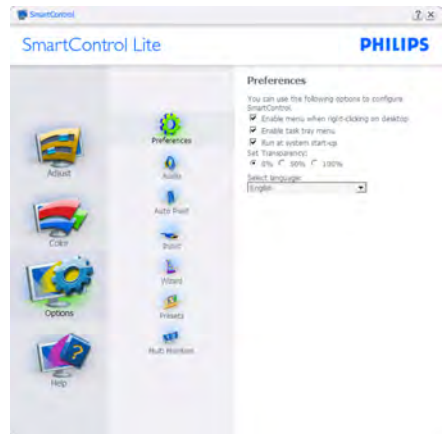 SmartControl
SmartControl Lite
PHILIPS
Adjust
Color
Options
Help
Preferences
Audio
Auto Pivot
Input
Wizard
Presets
Multi Monitors
Preferences
You can use the following options to configure
SmartControl.
Enable menu when right-clicking on desktop
Enable task tray menu
Run at system start-up
Set Transparency:
0% 50% 100%
Select language:
English